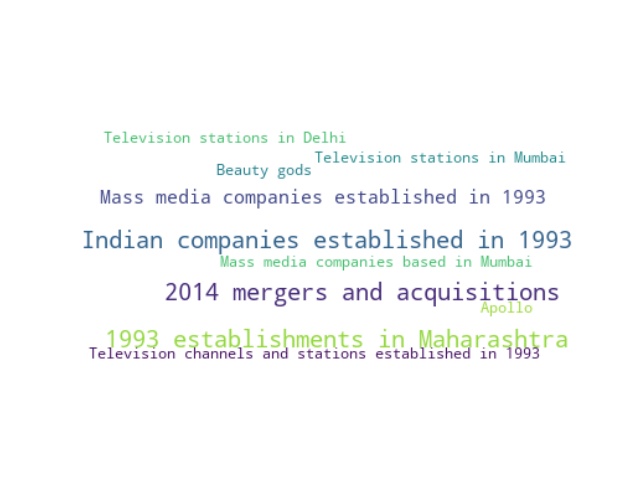 Television stations in Delhi
Television stations in Mumbai
Beauty gods
Mass media companies established in 1993
Indian companies established in 1993
Mass media companies based in Mumbai
2014 mergers and acquisitions
Apollo
1993 establishments in Maharashtra
Television channels and stations established in 1993